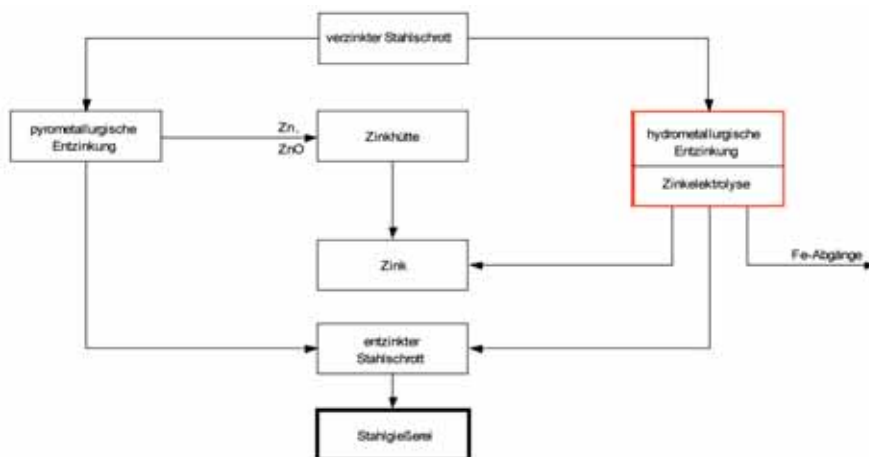 verzinkter Stahlschrott
pyrometallurgische
Entzinkung
Zn,
ZnO
Zinkhütte
hydrometallurgische
Entzinkung
Zinkelektrolyse
Zink
Fe-Abgänge
entzinkter
Stahlschrott
Stahlgießerei